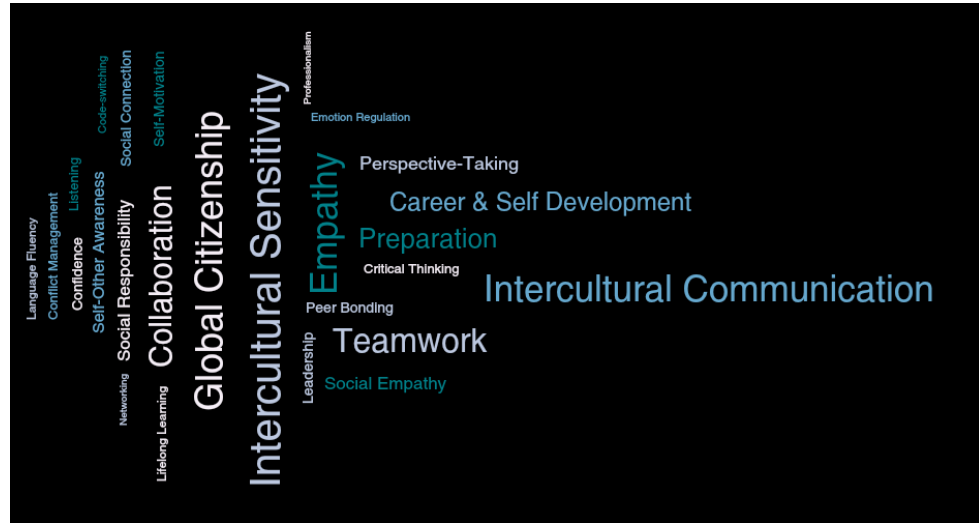 Language Fluency
Conflict Management
Listening
Confidence
Code-switching
Self-Other Awareness
Social Connection
Social Responsibility
Networking
Self-Motivation
Collaboration
Lifelong Learning
Global Citizenship
Intercultural Sensitivity
Professionalism
Emotion Regulation
Empathy
Perspective-Taking
Career & Self Development
Preparation
Critical Thinking
Intercultural Communication
Peer Bonding
Teamwork
Leadership
Social Empathy